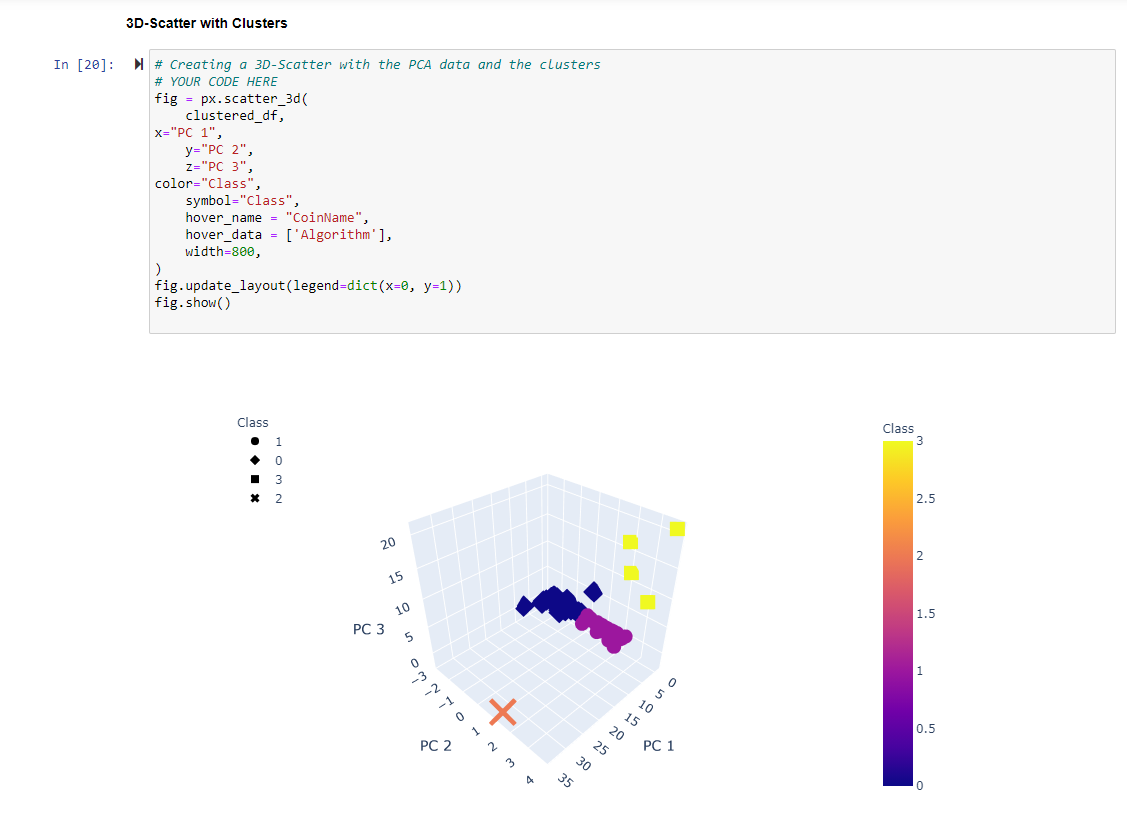 3D-Scatter with Clusters
In [20]:
# Creating a 3D-Scatter with the PCA data and the clusters
# YOUR CODE HERE
fig = px.scatter_3d(
    clustered_df,
x="PC 1",
    y="PC 2",
    z="PC 3",
color="Class",
    symbol="Class",
    hover_name = "CoinName",
    hover_data = ['Algorithm'],
    width=800,
)
fig.update_layout(legend=dict(x=0, y=1))
fig.show()
Class
1
0
3
2
20
15
10
5
0
PC 3
−3
−2
−1
0
1
2
3
4
PC 2
0
5
10
15
20
25
30
35
PC 1
Class
3
2.5
2
1.5
1
0.5
0